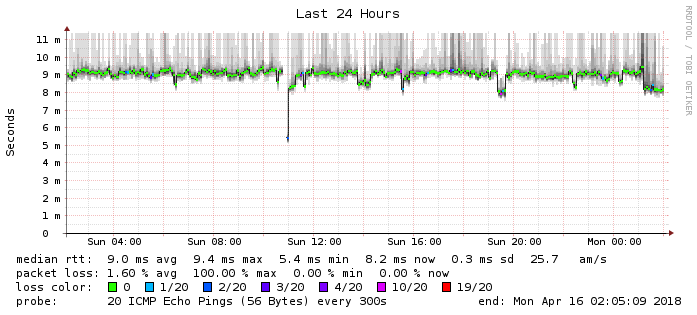 Last 24 Hours
RRDTOOL / TOBI OETIKER
Seconds
11 m
10 m
9 m
8 m
7 m
6 m
5 m
4 m
3 m
2 m
1 m
0
Sun 04:00 Sun 08:00 Sun 12:00 Sun 16:00 Sun 20:00 Mon 00:00
median rtt: 9.0 ms avg 9.4 ms max 5.4 ms min 8.2 ms now 0.3 ms sd 25.7 am/s
packet loss: 1.60 % avg 100.00 % max 0.00 % min 0.00 % now
loss color: 0 1/20 2/20 3/20 4/20 10/20 19/20
probe: 20 ICMP Echo Pings (56 Bytes) every 300s end: Mon Apr 16 02:05:09 2018